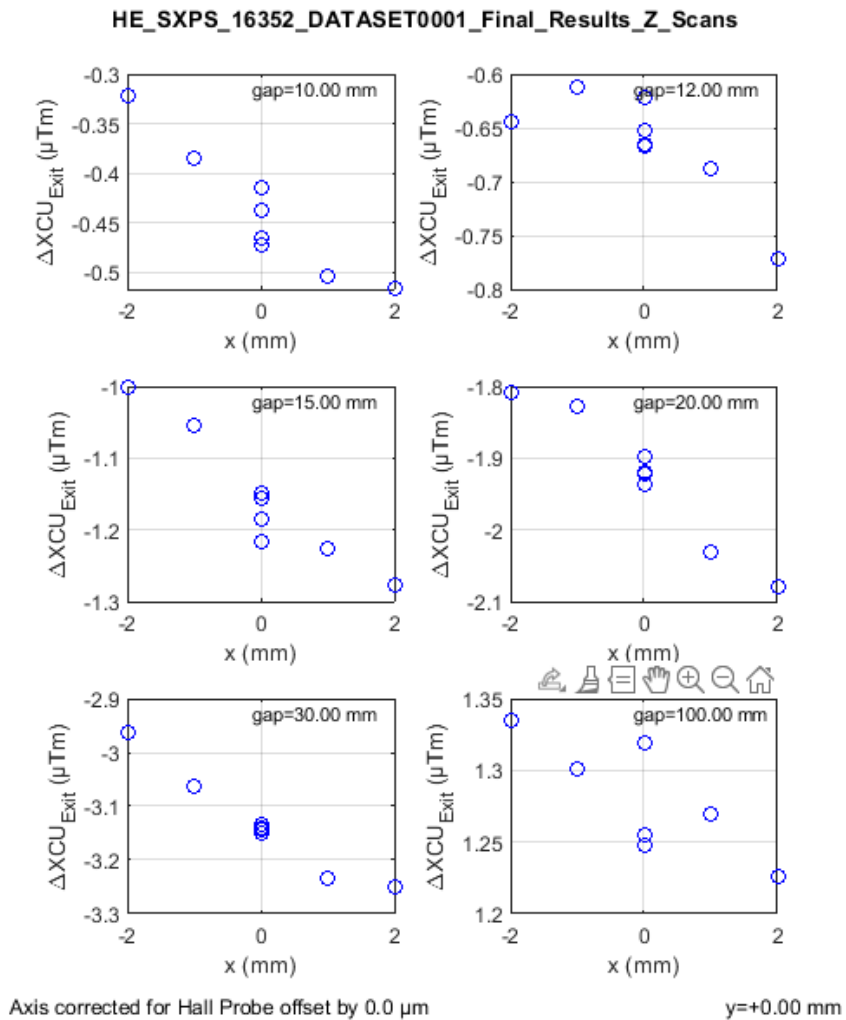 HE_SXPS_16352_DATASET0001_Final_Results_Z_Scans
gap=10.00 mm
-0.3
-0.35
-0.4
-0.45
-0.5
ΔXCU_Exit (µTm)
-2 0 2
x (mm)
gap=12.00 mm
-0.6
-0.65
-0.7
-0.75
-0.8
ΔXCU_Exit (µTm)
-2 0 2
x (mm)
gap=15.00 mm
-1
-1.1
-1.2
-1.3
ΔXCU_Exit (µTm)
-2 0 2
x (mm)
gap=20.00 mm
-1.8
-1.9
-2
-2.1
ΔXCU_Exit (µTm)
-2 0 2
x (mm)
gap=30.00 mm
-2.9
-3
-3.1
-3.2
-3.3
ΔXCU_Exit (µTm)
-2 0 2
x (mm)
gap=100.00 mm
1.35
1.3
1.25
1.2
ΔXCU_Exit (µTm)
-2 0 2
x (mm)
Axis corrected for Hall Probe offset by 0.0 µm
y=+0.00 mm